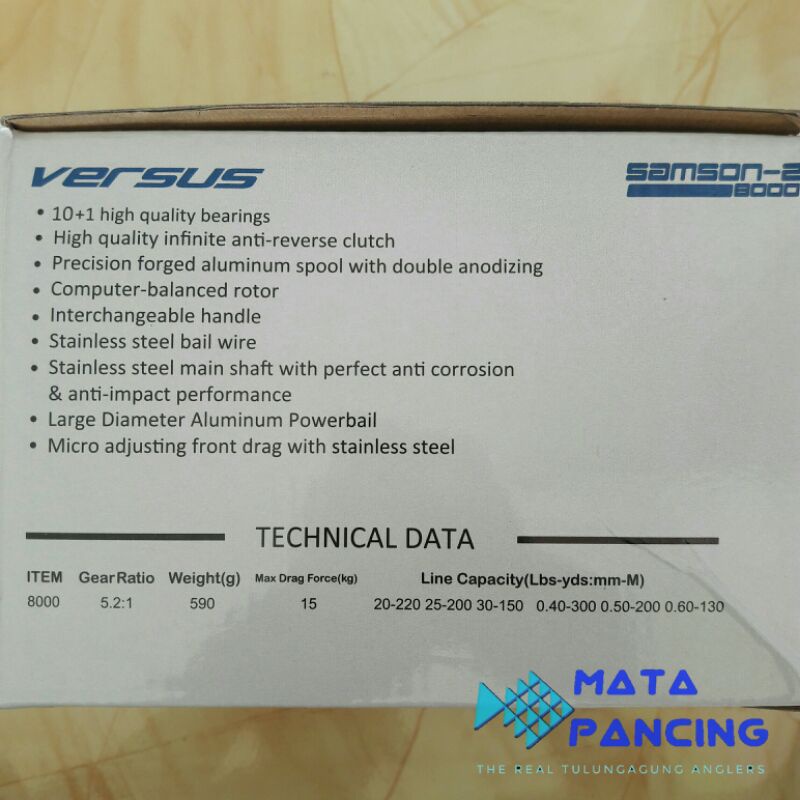 versus
samson-2
8000
• 10+1 high quality bearings
• High quality infinite anti-reverse clutch
• Precision forged aluminum spool with double anodizing
• Computer-balanced rotor
• Interchangeable handle
• Stainless steel bail wire
• Stainless steel main shaft with perfect anti corrosion
& anti-impact performance
• Large Diameter Aluminum Powerbail
• Micro adjusting front drag with stainless steel
TECHNICAL DATA
ITEM GearRatio Weight(g) Max Drag Force(kg) Line Capacity(Lbs-yds:mm-M)
8000 5.2:1 590 15 20-220 25-200 30-150 0.40-300 0.50-200 0.60-130
MATA
PANCING
THE REAL TULUNGAGUNG ANGLERS